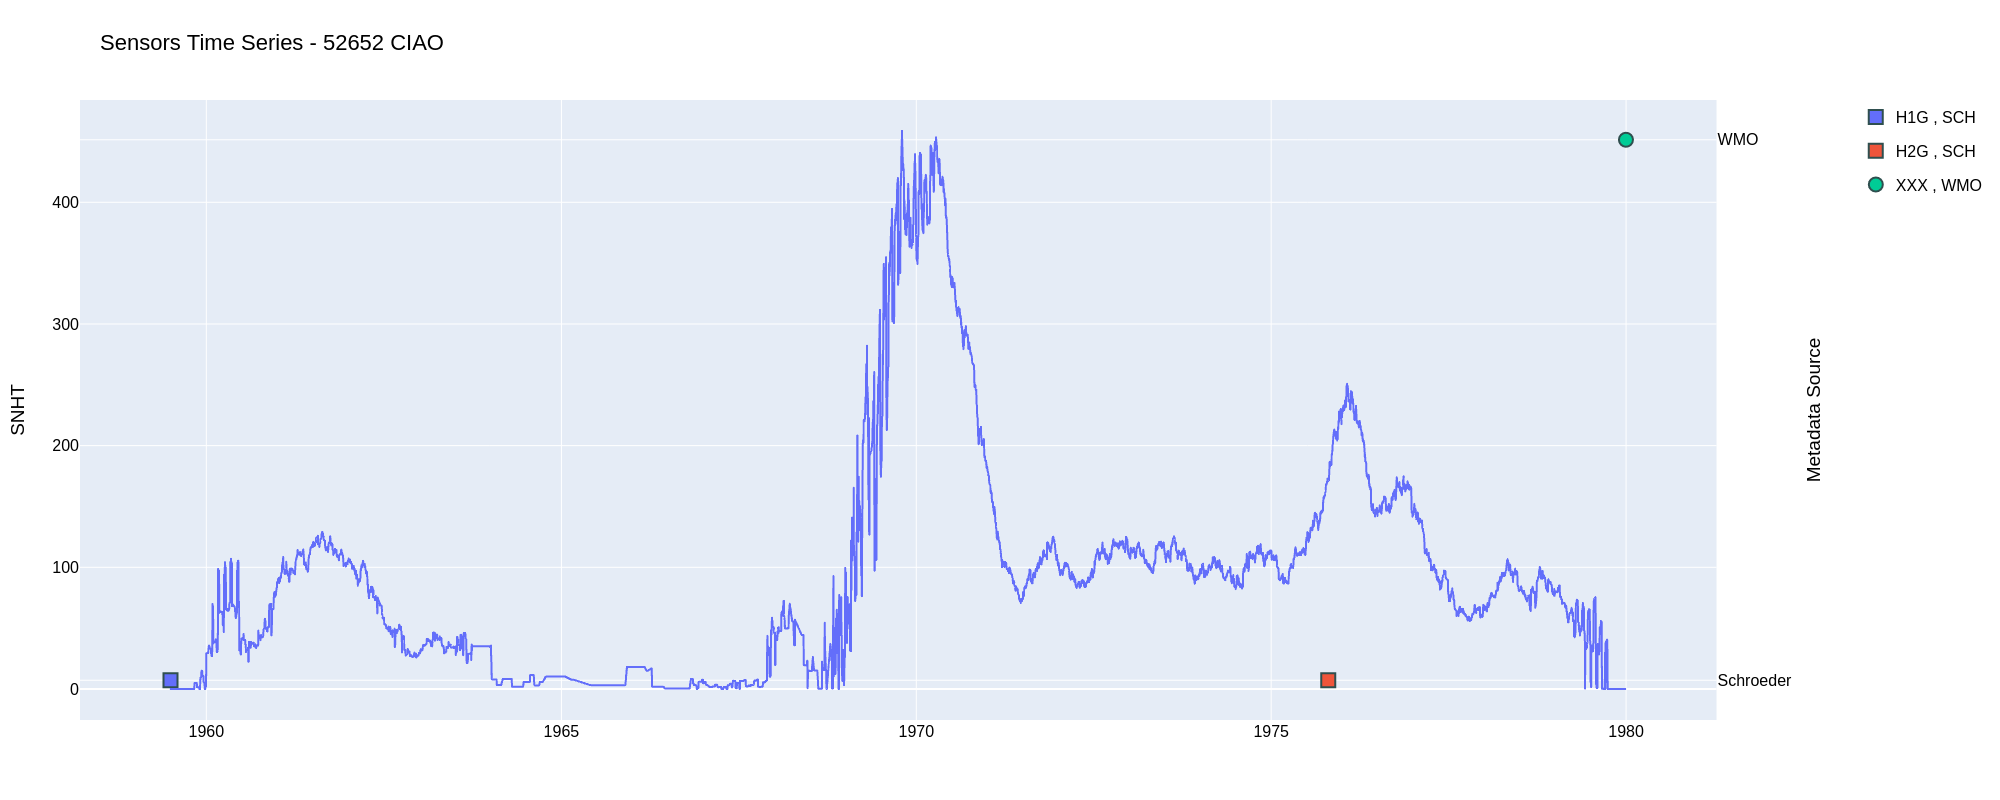 Sensors Time Series - 52652 CIAO
SNHT
400
300
200
100
0
1960
1965
1970
1975
1980
WMO
Schroeder
Metadata Source
H1G , SCH
H2G , SCH
XXX , WMO